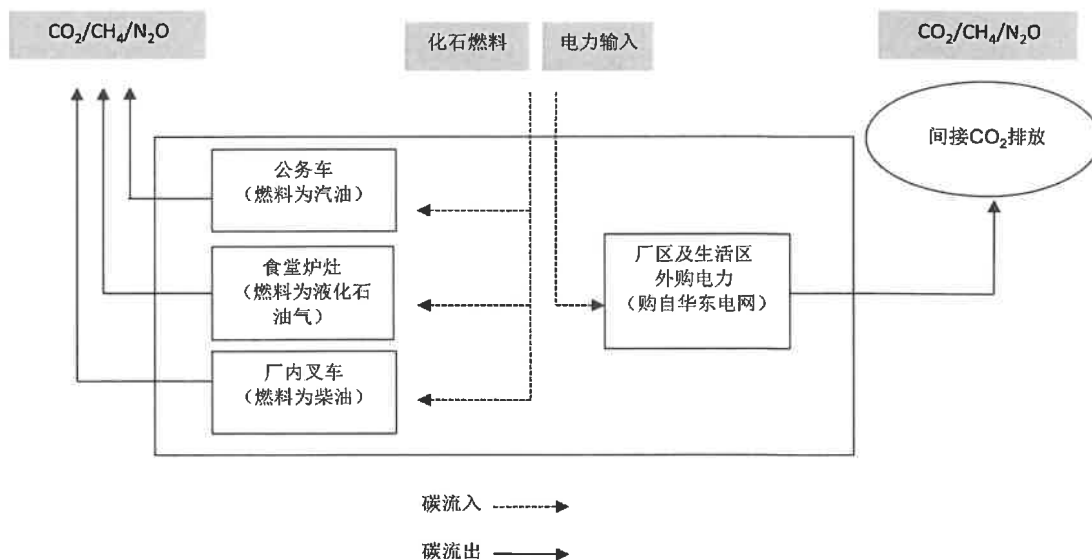 CO₂/CH₄/N₂O
化石燃料
电力输入
CO₂/CH₄/N₂O
间接CO₂排放
公务车
（燃料为汽油）
食堂炉灶
（燃料为液化石
油气）
厂内叉车
（燃料为柴油）
厂区及生活区
外购电力
（购自华东电网）
碳流入
碳流出